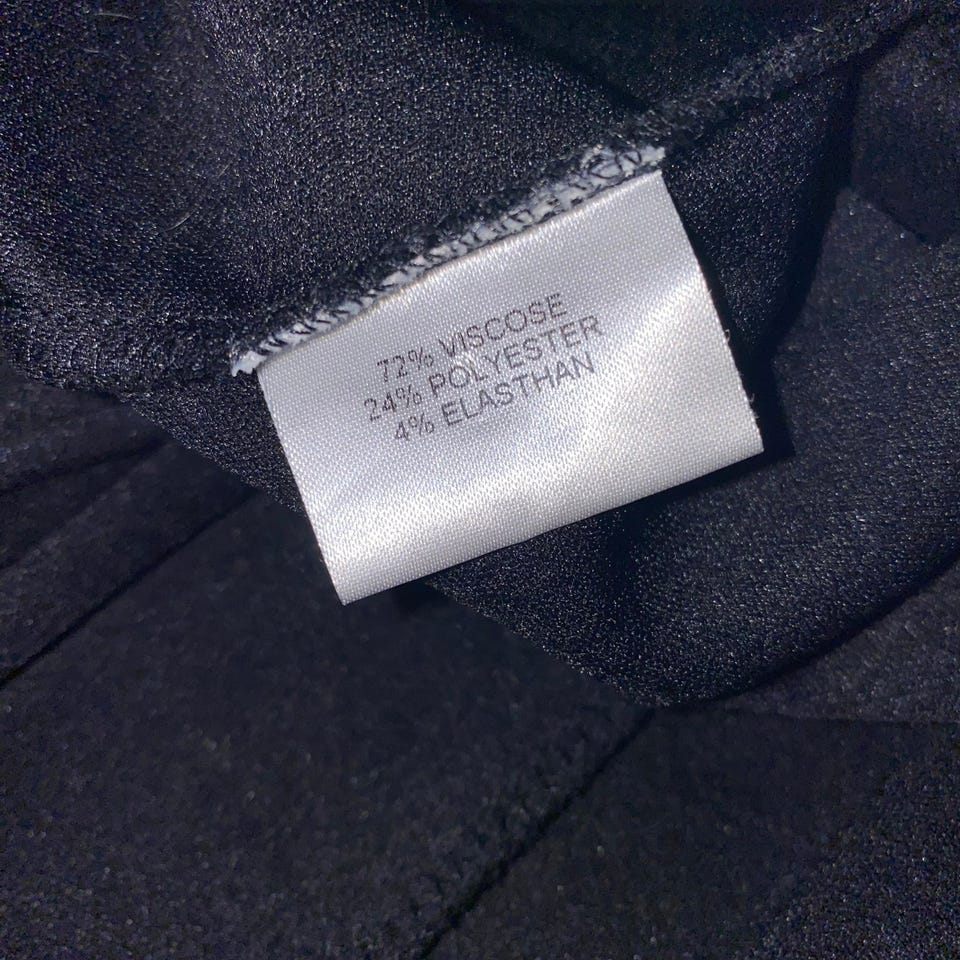 72% VISCOSE
24% POLYESTER
4% ELASTHAN